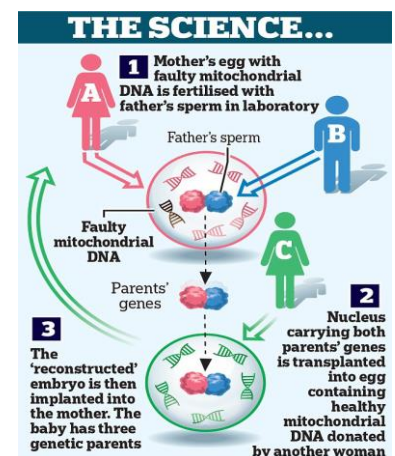 THE SCIENCE...
1 Mother's egg with
faulty mitochondrial
DNA is fertilised with
father's sperm in laboratory
A
B
Father's sperm
Faulty
mitochondrial
DNA
Parents'
genes
C
3
The
'reconstructed'
embryo is then
implanted into
the mother. The
baby has three
genetic parents
2
Nucleus
carrying both
parents' genes
is transplanted
into egg
containing
healthy
mitochondrial
DNA donated
by another woman